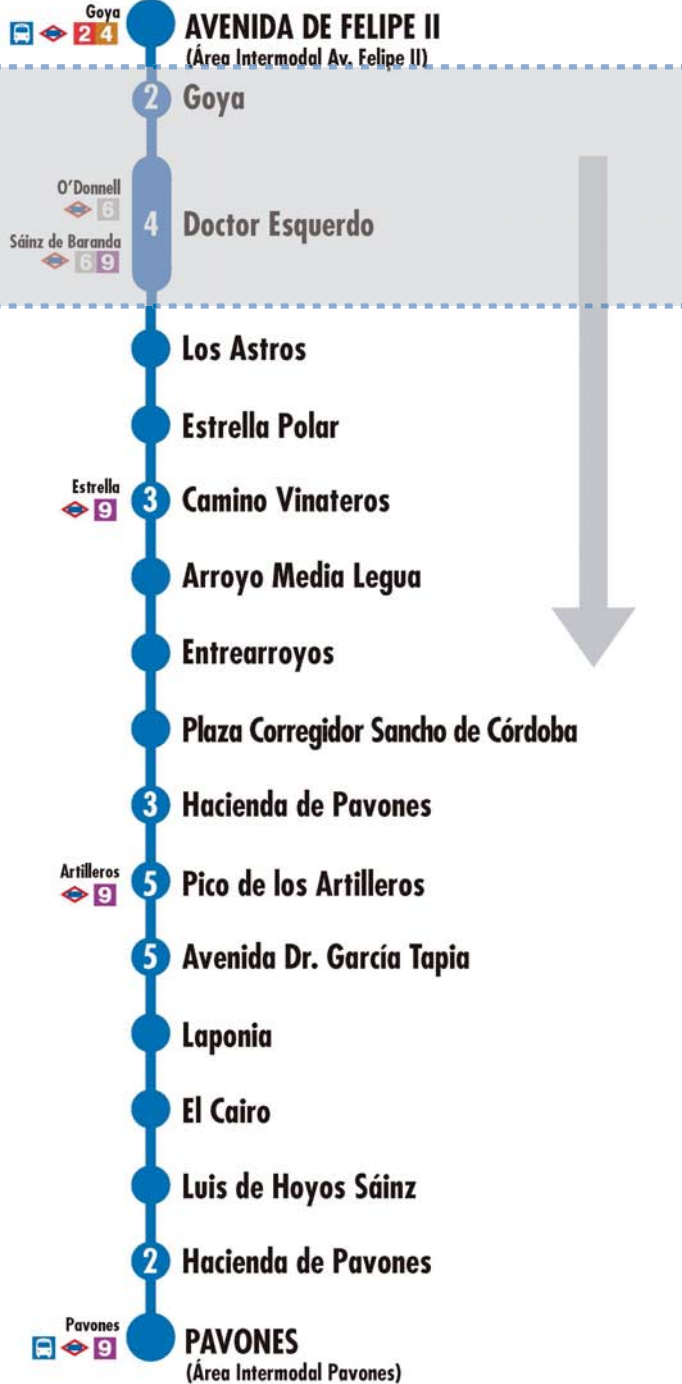 Goya
2 4
AVENIDA DE FELIPE II
(Área Intermodal Av. Felipe II)
2 Goya
O'Donnell
6
Sáinz de Baranda
6 9
4 Doctor Esquerdo
Los Astros
Estrella Polar
Estrella
9
3 Camino Vinateros
Arroyo Media Legua
Entrearroyos
Plaza Corregidor Sancho de Córdoba
3 Hacienda de Pavones
Artilleros
9
5 Pico de los Artilleros
5 Avenida Dr. García Tapia
Laponia
El Cairo
Luis de Hoyos Sáinz
2 Hacienda de Pavones
Pavones
9
PAVONES
(Área Intermodal Pavones)